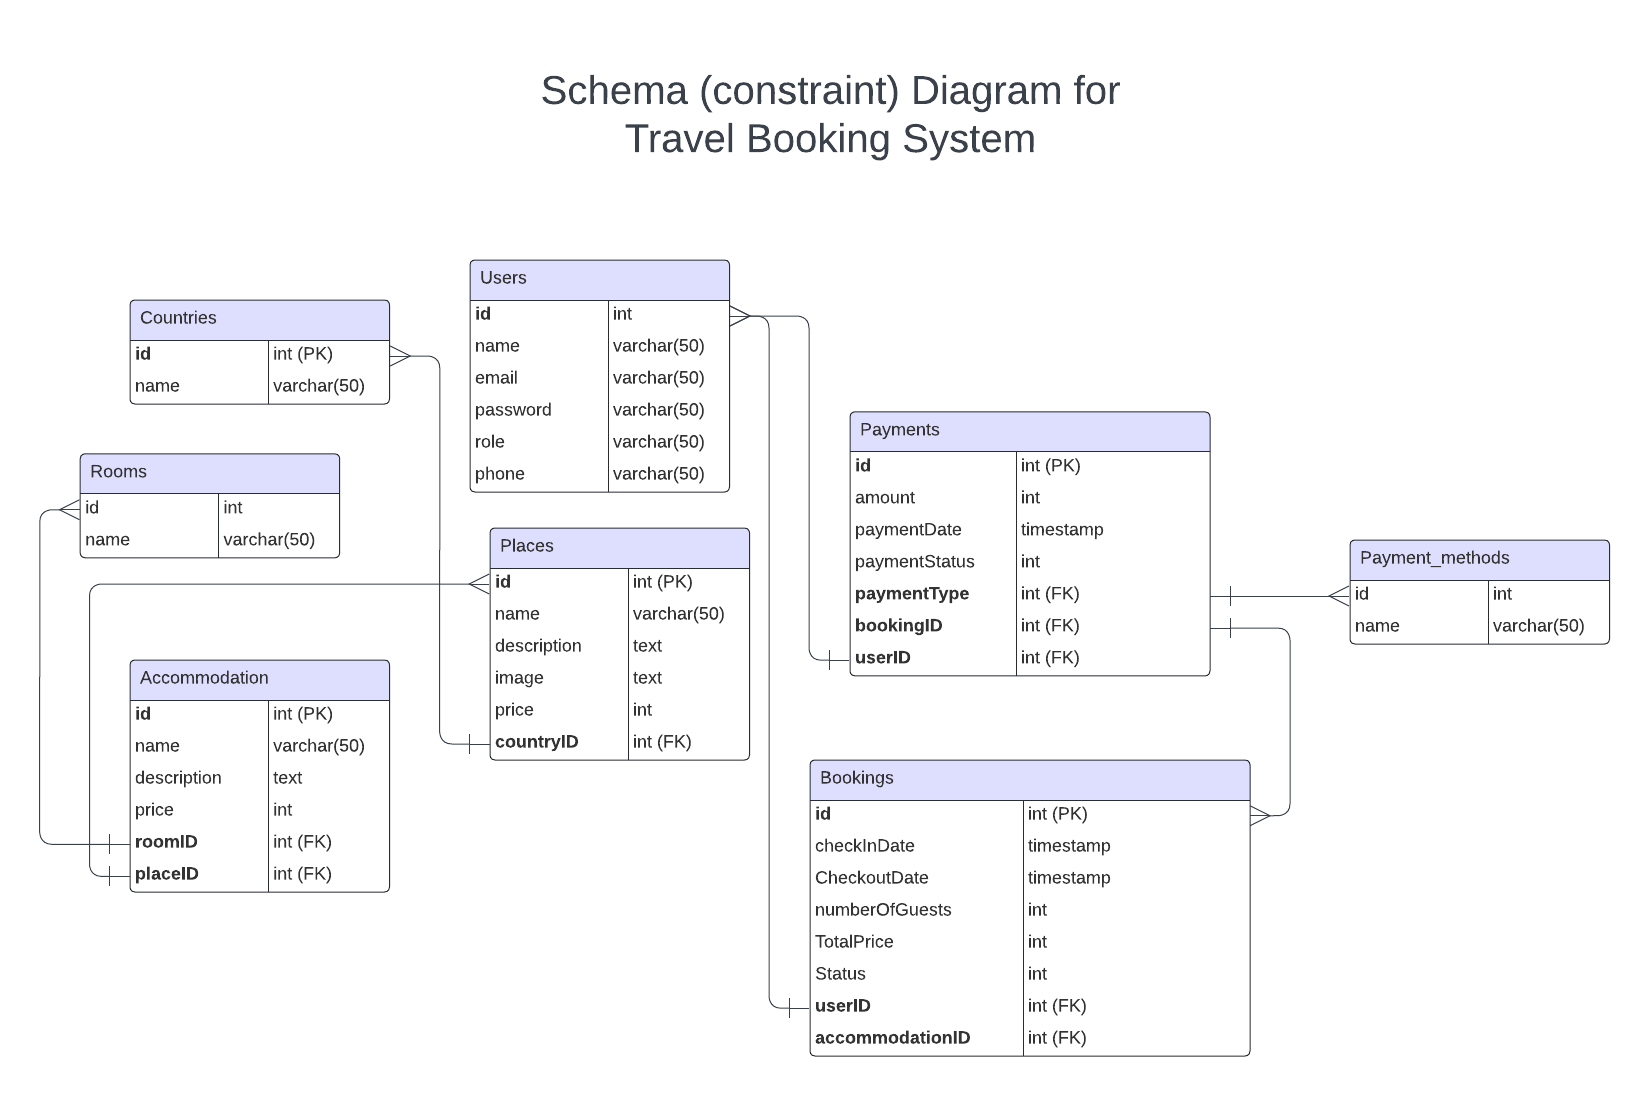 Schema (constraint) Diagram for
Travel Booking System
Countries
id int (PK)
name varchar(50)
Users
id int
name varchar(50)
email varchar(50)
password varchar(50)
role varchar(50)
phone varchar(50)
Rooms
id int
name varchar(50)
Places
id int (PK)
name varchar(50)
description text
image text
price int
countryID int (FK)
Accommodation
id int (PK)
name varchar(50)
description text
price int
roomID int (FK)
placeID int (FK)
Payments
id int (PK)
amount int
paymentDate timestamp
paymentStatus int
paymentType int (FK)
bookingID int (FK)
userID int (FK)
Payment_methods
id int
name varchar(50)
Bookings
id int (PK)
checkInDate timestamp
CheckoutDate timestamp
numberOfGuests int
TotalPrice int
Status int
userID int (FK)
accommodationID int (FK)